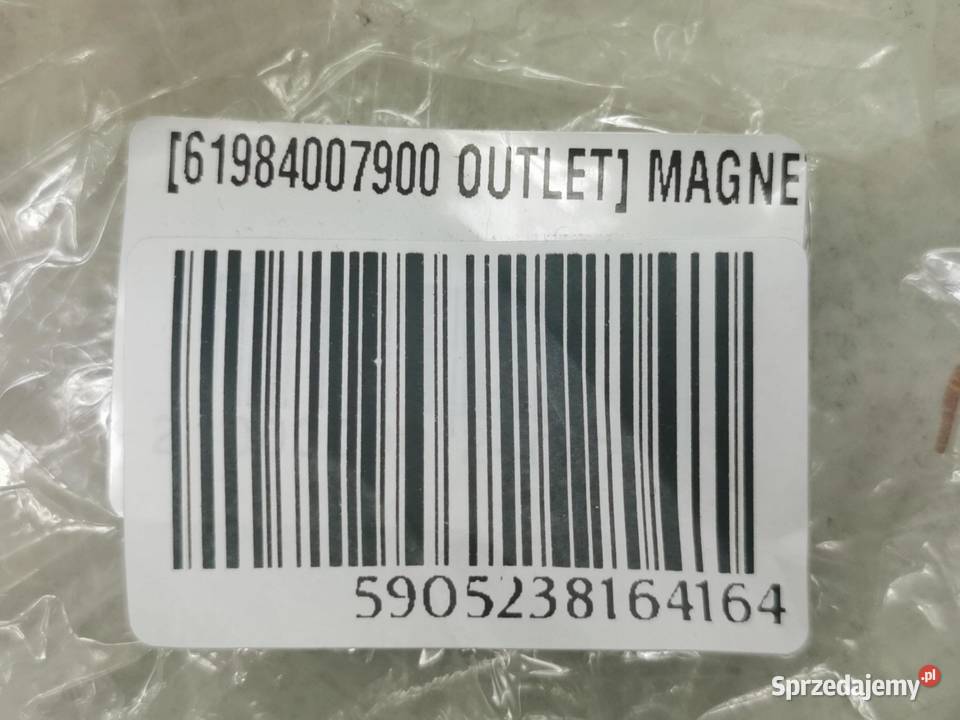 [61984007900 OUTLET] MAGNE
5905238164164
Sprzedajemy.pl